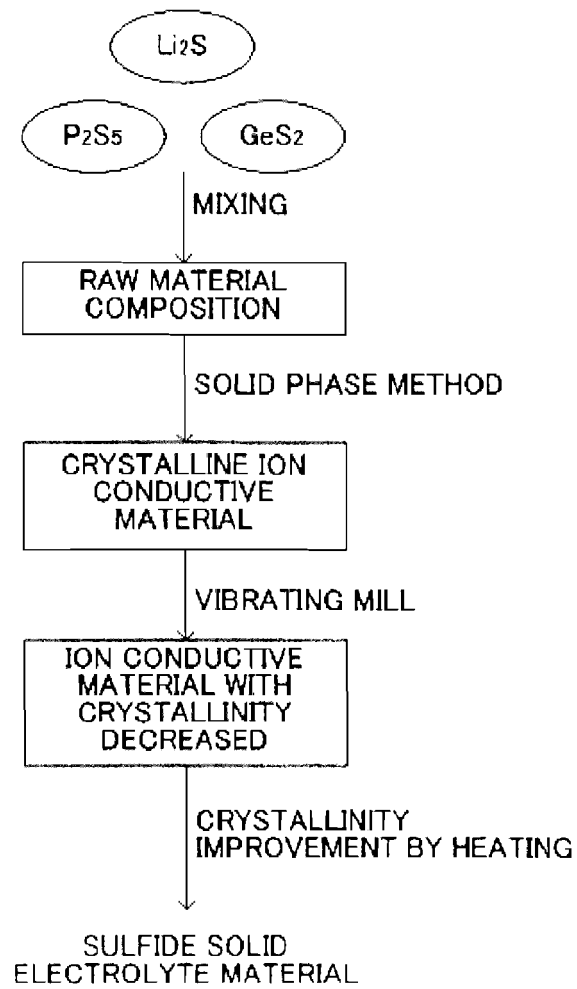 Li2S
P2S5 GeS2
MIXING
RAW MATERIAL
COMPOSITION
SOLID PHASE METHOD
CRYSTALLINE ION
CONDUCTIVE
MATERIAL
VIBRATING MILL
ION CONDUCTIVE
MATERIAL WITH
CRYSTALLINITY
DECREASED
CRYSTALLINITY
IMPROVEMENT BY HEATING
SULFIDE SOLID
ELECTROLYTE MATERIAL